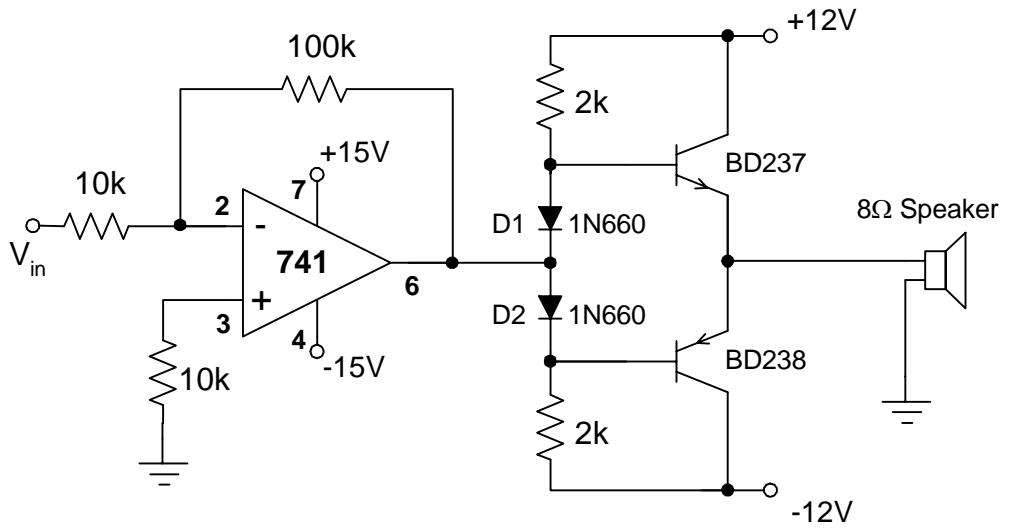 100k
+12V
2k
+15V
BD237
10k
7
8Ω Speaker
2
-
D1
1N660
Vin
741
6
+
3
D2
1N660
4
-15V
BD238
10k
2k
-12V